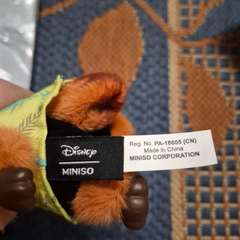 Disney
MINISO
Reg. No. PA-18605 (CN)
Made In China
MINISO CORPORATION